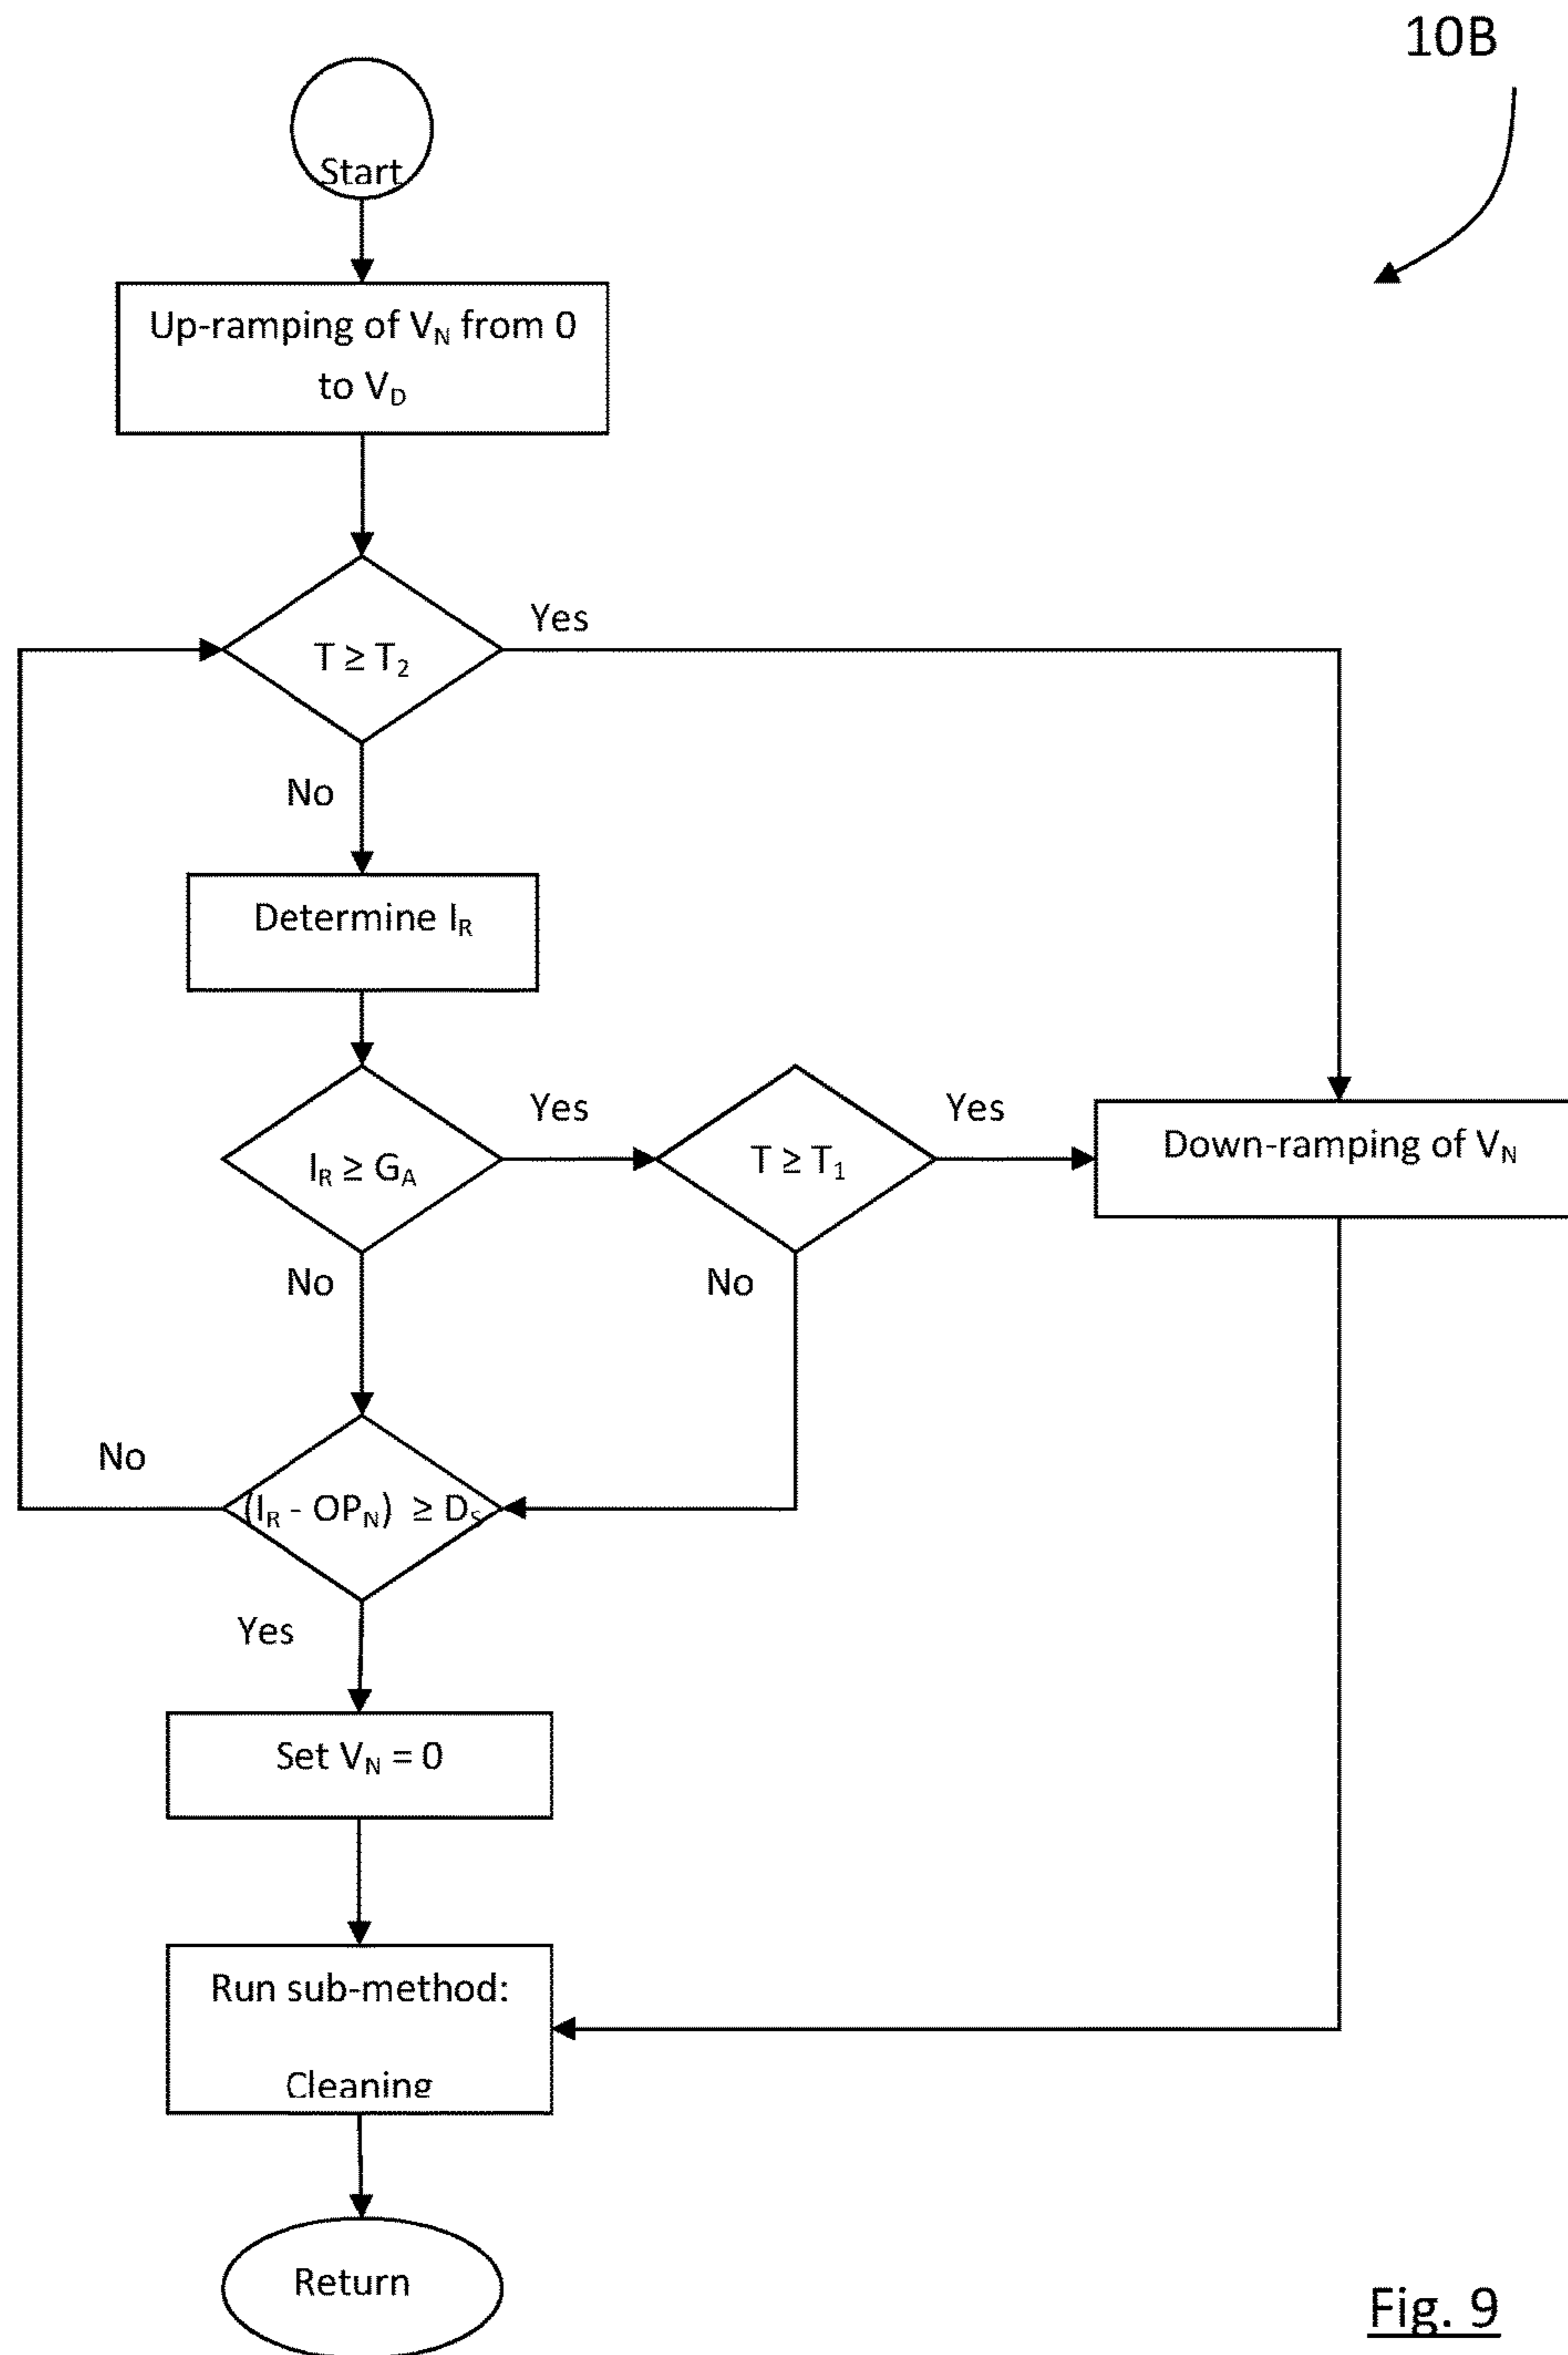 10B
Start
Up-ramping of V_N from 0
to V_D
T ≥ T_2
Yes
No
Determine I_R
I_R ≥ G_A
Yes
T ≥ T_1
Yes
Down-ramping of V_N
No
No
(I_R - OP_N) ≥ D_S
No
Yes
Set V_N = 0
Run sub-method:
Cleaning
Return
Fig. 9